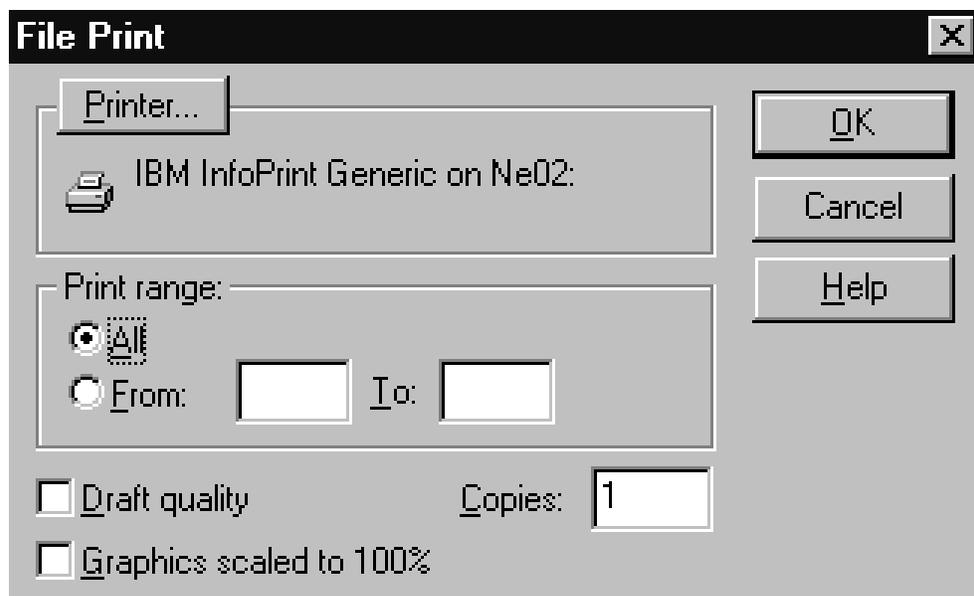 File Print
Printer...
OK
IBM InfoPrint Generic on Ne02:
Cancel
Print range:
Help
All
From: To:
Draft quality Copies: 1
Graphics scaled to 100%